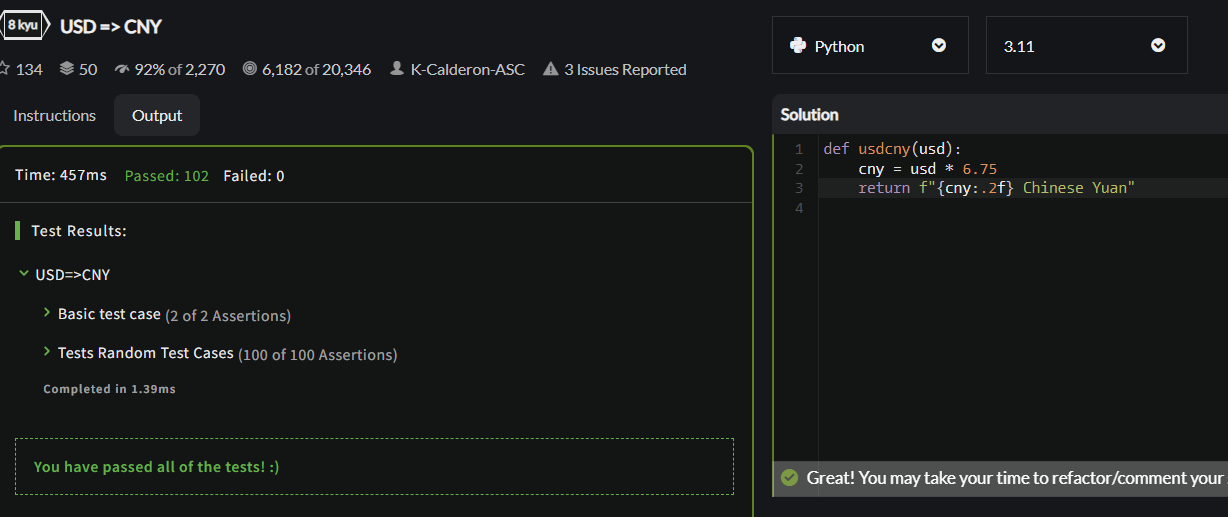 8 kyu USD => CNY
134 50 92% of 2,270 6,182 of 20,346 K-Calderon-ASC 3 Issues Reported
Python 3.11
Instructions Output
Time: 457ms Passed: 102 Failed: 0
Test Results:
USD=>CNY
Basic test case (2 of 2 Assertions)
Tests Random Test Cases (100 of 100 Assertions)
Completed in 1.39ms
You have passed all of the tests! :)
Solution
1 def usdcny(usd):
2 cny = usd * 6.75
3 return f"{cny:.2f} Chinese Yuan"
4
Great! You may take your time to refactor/comment your